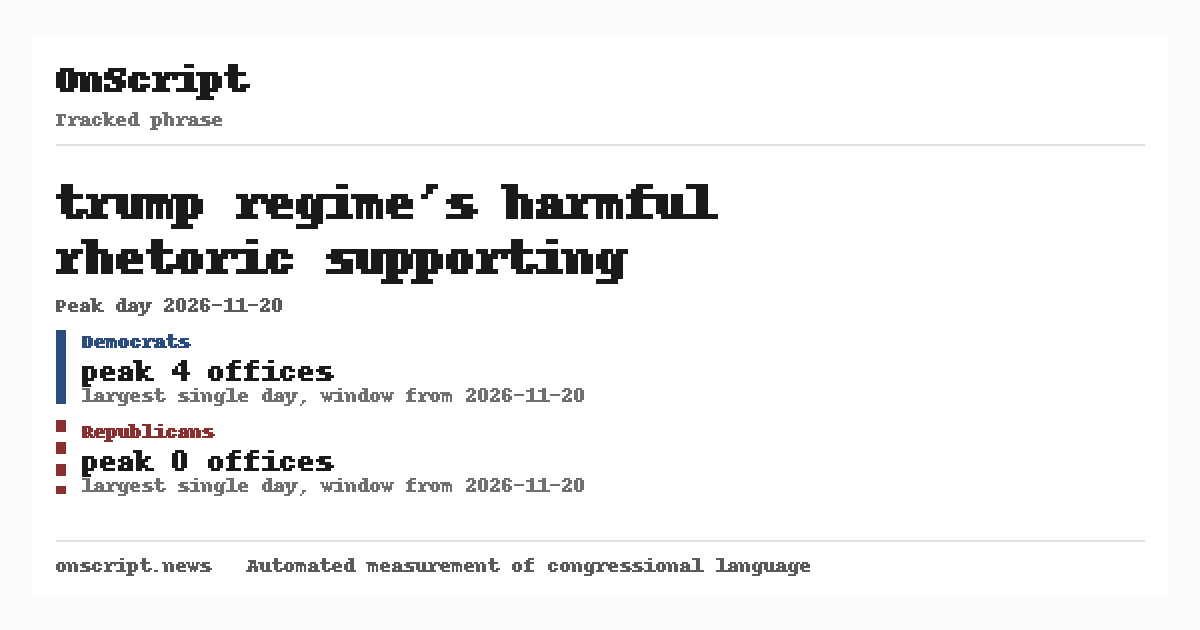 OnScript
Tracked phrase
trump regime's harmful
rhetoric supporting
Peak day 2026-11-20
Democrats
peak 4 offices
largest single day, window from 2026-11-20
Republicans
peak 0 offices
largest single day, window from 2026-11-20
onscript.news Automated measurement of congressional language